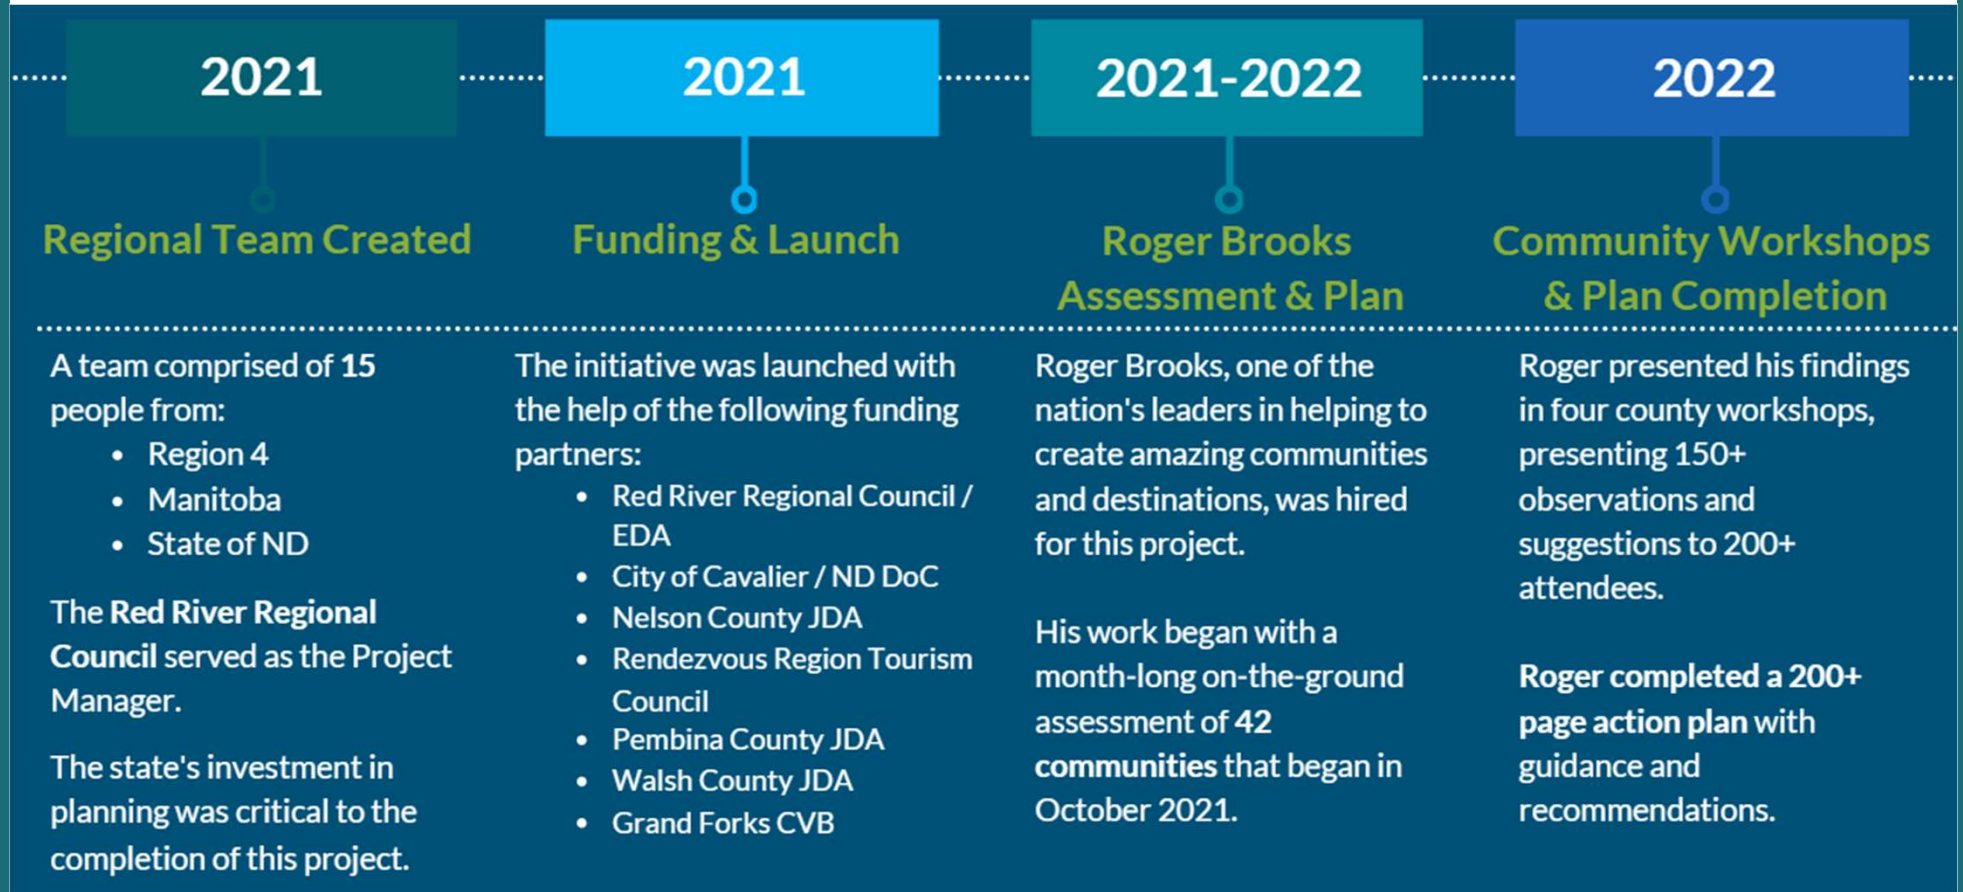 2021
Regional Team Created
A team comprised of 15
people from:
• Region 4
• Manitoba
• State of ND
The Red River Regional
Council served as the Project
Manager.
The state's investment in
planning was critical to the
completion of this project.
2021
Funding & Launch
The initiative was launched with
the help of the following funding
partners:
• Red River Regional Council /
EDA
• City of Cavalier / ND DoC
• Nelson County JDA
• Rendezvous Region Tourism
Council
• Pembina County JDA
• Walsh County JDA
• Grand Forks CVB
2021-2022
Roger Brooks
Assessment & Plan
Roger Brooks, one of the
nation's leaders in helping to
create amazing communities
and destinations, was hired
for this project.
His work began with a
month-long on-the-ground
assessment of 42
communities that began in
October 2021.
2022
Community Workshops
& Plan Completion
Roger presented his findings
in four county workshops,
presenting 150+
observations and
suggestions to 200+
attendees.
Roger completed a 200+
page action plan with
guidance and
recommendations.